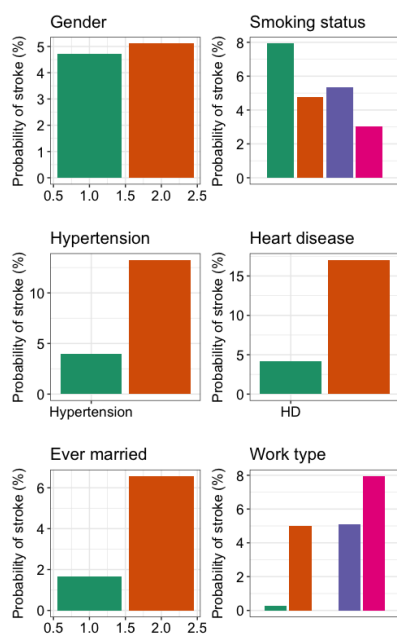 Gender
Probability of stroke (%)
5
4
3
2
1
0
0.5 1.0 1.5 2.0 2.5
Smoking status
Probability of stroke (%)
8
6
4
2
0
Hypertension
Probability of stroke (%)
10
5
0
Hypertension
Heart disease
Probability of stroke (%)
15
10
5
0
HD
Ever married
Probability of stroke (%)
6
4
2
0
0.5 1.0 1.5 2.0 2.5
Work type
Probability of stroke (%)
8
6
4
2
0